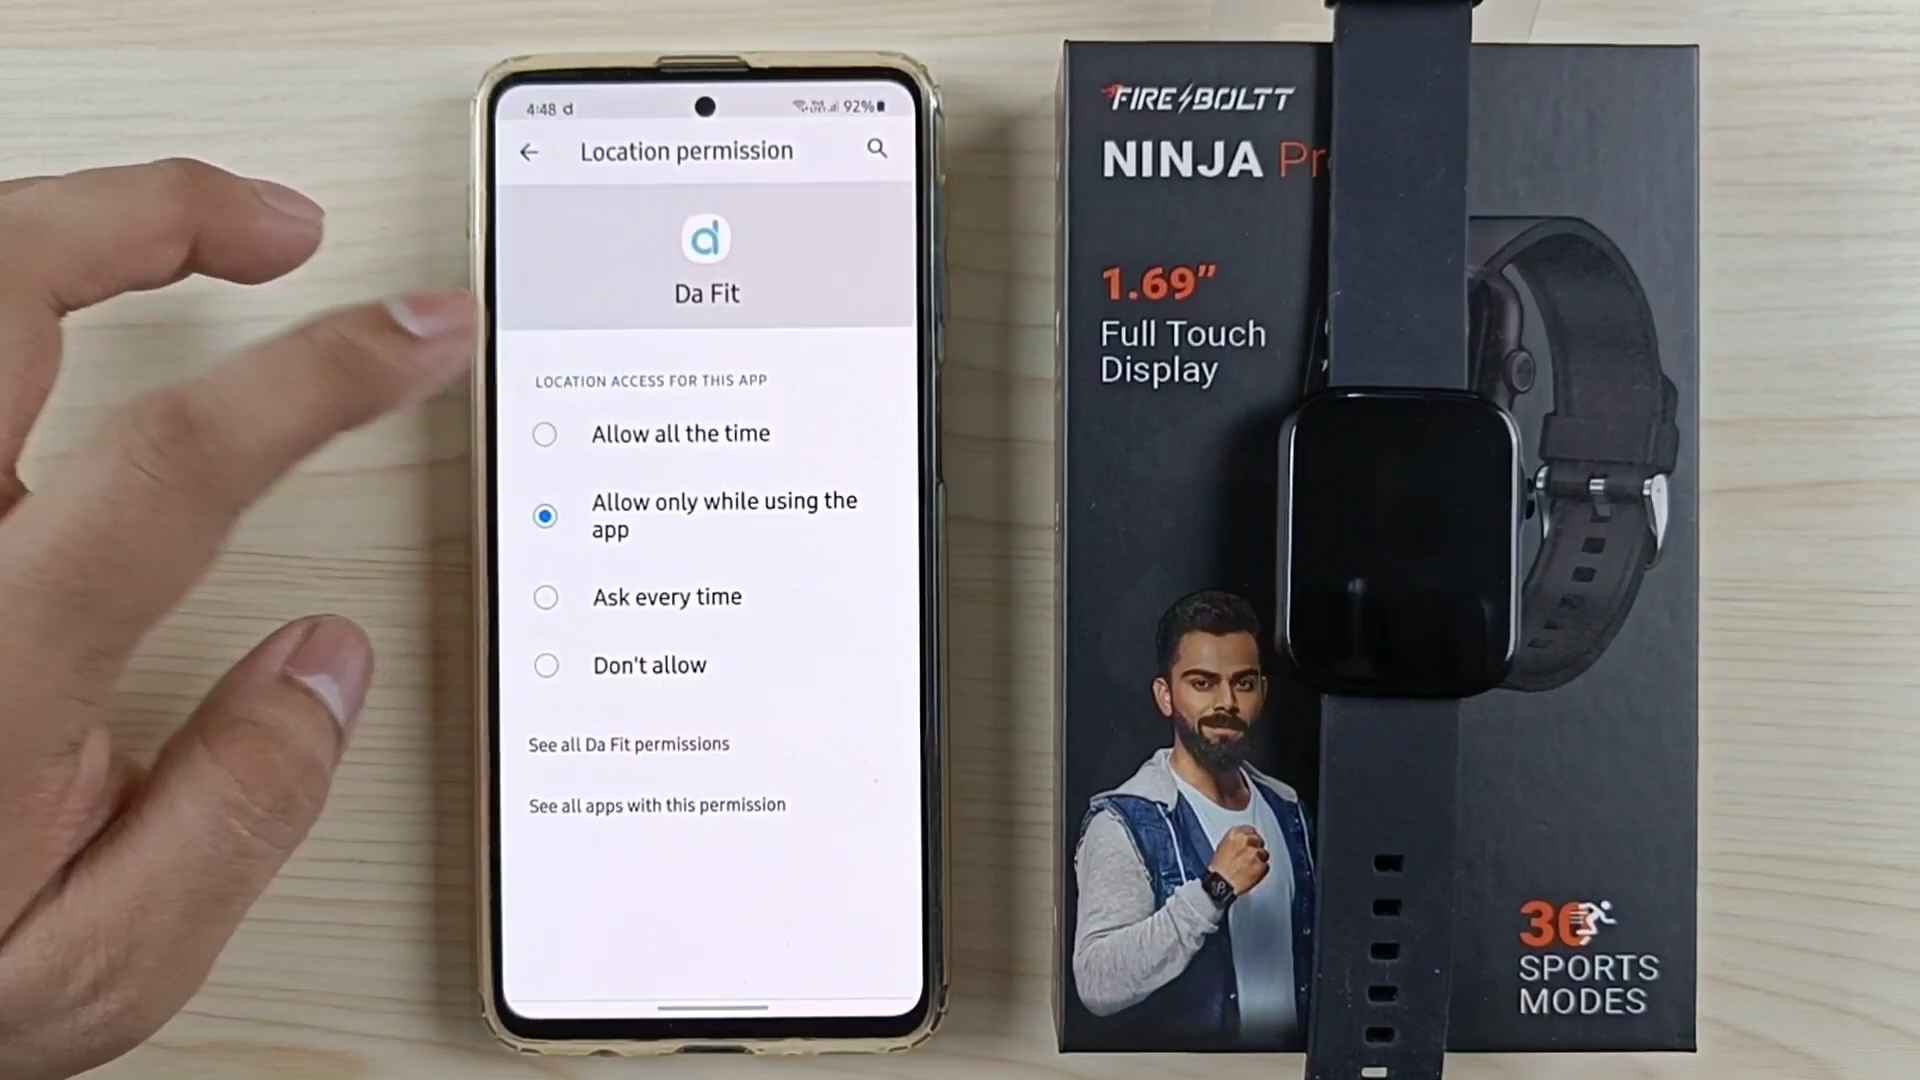 4:48 d
92%
Location permission
Da Fit
LOCATION ACCESS FOR THIS APP
Allow all the time
Allow only while using the
app
Ask every time
Don't allow
See all Da Fit permissions
See all apps with this permission
FIRE BOLTT
NINJA Pr
1.69"
Full Touch
Display
30
SPORTS
MODES